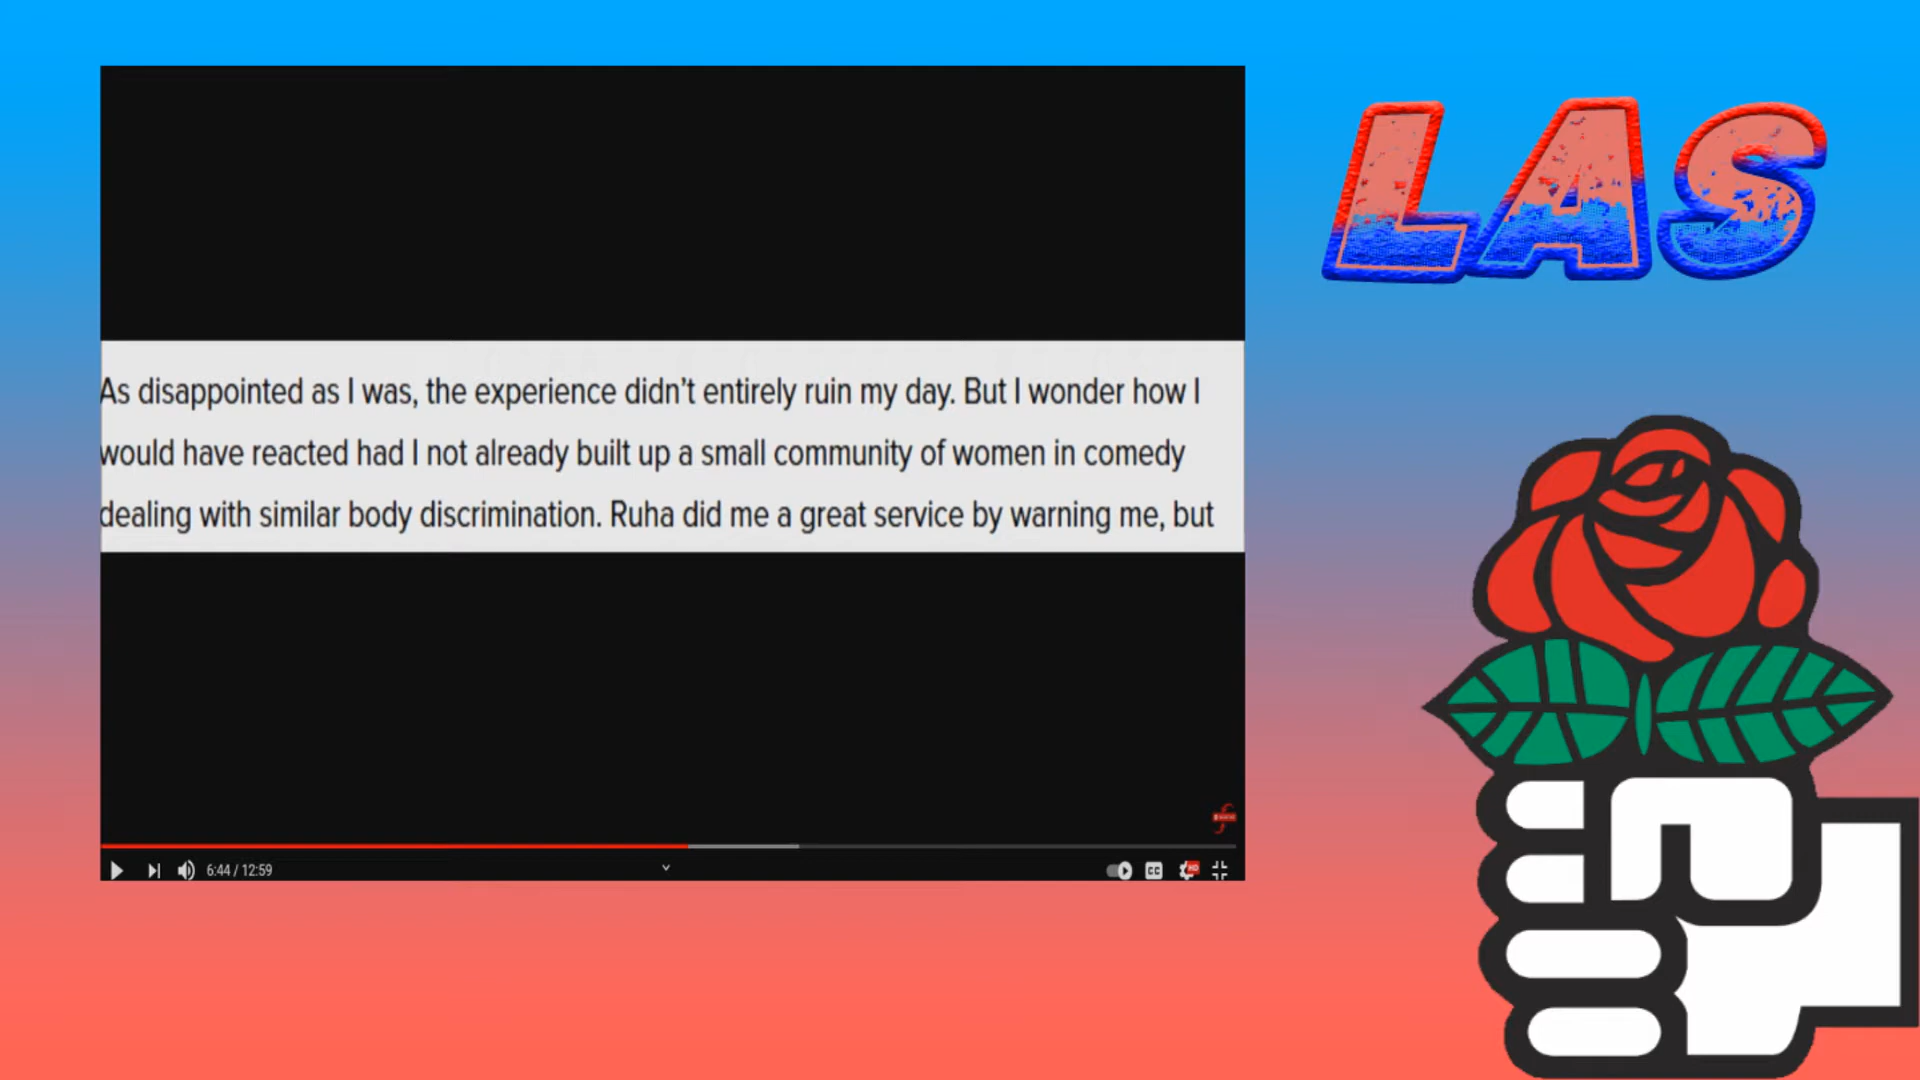 LAS
As disappointed as I was, the experience didn't entirely ruin my day. But I wonder how I
would have reacted had I not already built up a small community of women in comedy
dealing with similar body discrimination. Ruha did me a great service by warning me, but
6:44 / 12:59
CC
HD